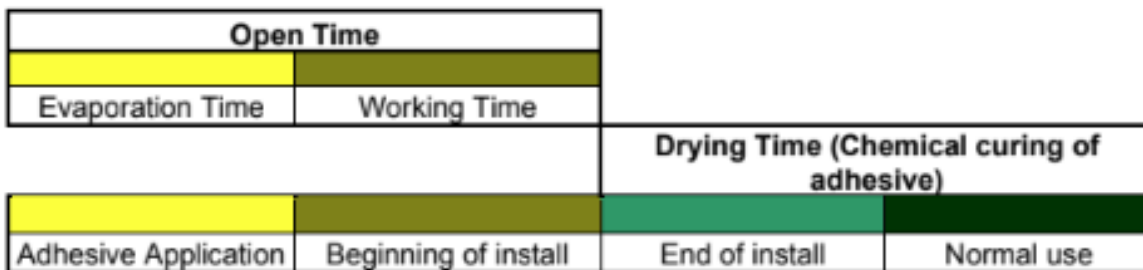 Open Time
Evaporation Time
Working Time
Drying Time (Chemical curing of
adhesive)
Adhesive Application
Beginning of install
End of install
Normal use